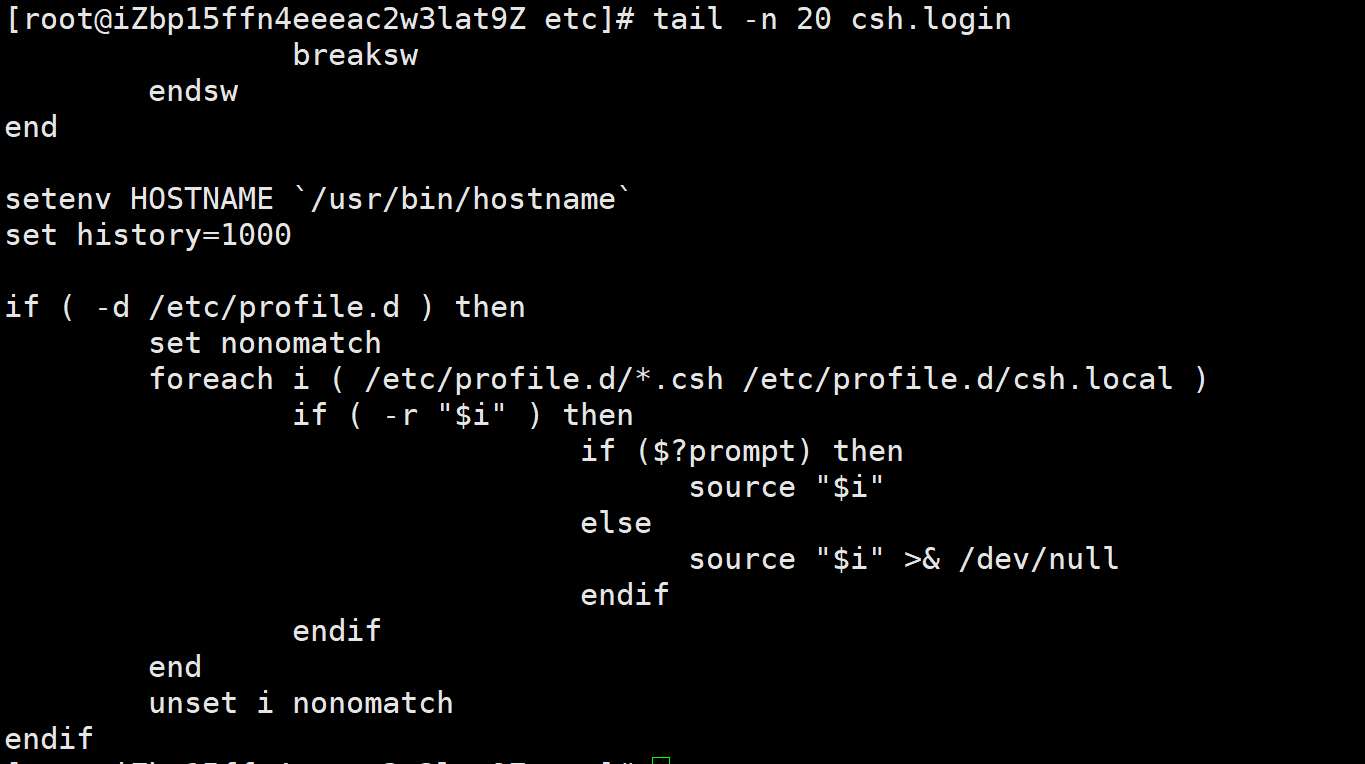 [root@iZbp15ffn4eeeac2w3lat9Z etc]# tail -n 20 csh.login
                breaksw
        endsw
end

setenv HOSTNAME `/usr/bin/hostname`
set history=1000

if ( -d /etc/profile.d ) then
        set nonomatch
        foreach i ( /etc/profile.d/*.csh /etc/profile.d/csh.local )
                if ( -r "$i" ) then
                                if ($?prompt) then
                                      source "$i"
                                else
                                      source "$i" >& /dev/null
                                endif
                endif
        end
        unset i nonomatch
endif